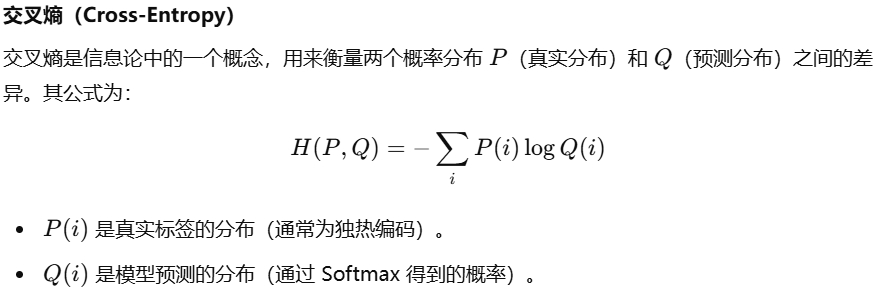 交叉熵（Cross-Entropy）
交叉熵是信息论中的一个概念，用来衡量两个概率分布 P（真实分布）和 Q（预测分布）之间的差
异。其公式为：
H(P, Q) = −∑_i P(i) log Q(i)
• P(i) 是真实标签的分布（通常为独热编码）。
• Q(i) 是模型预测的分布（通过 Softmax 得到的概率）。